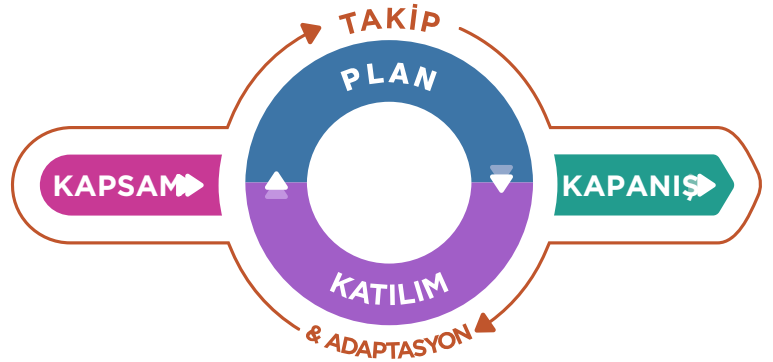 TAKİP
PLAN
KAPSAM
KAPANIŞ
KATILIM
& ADAPTASYON